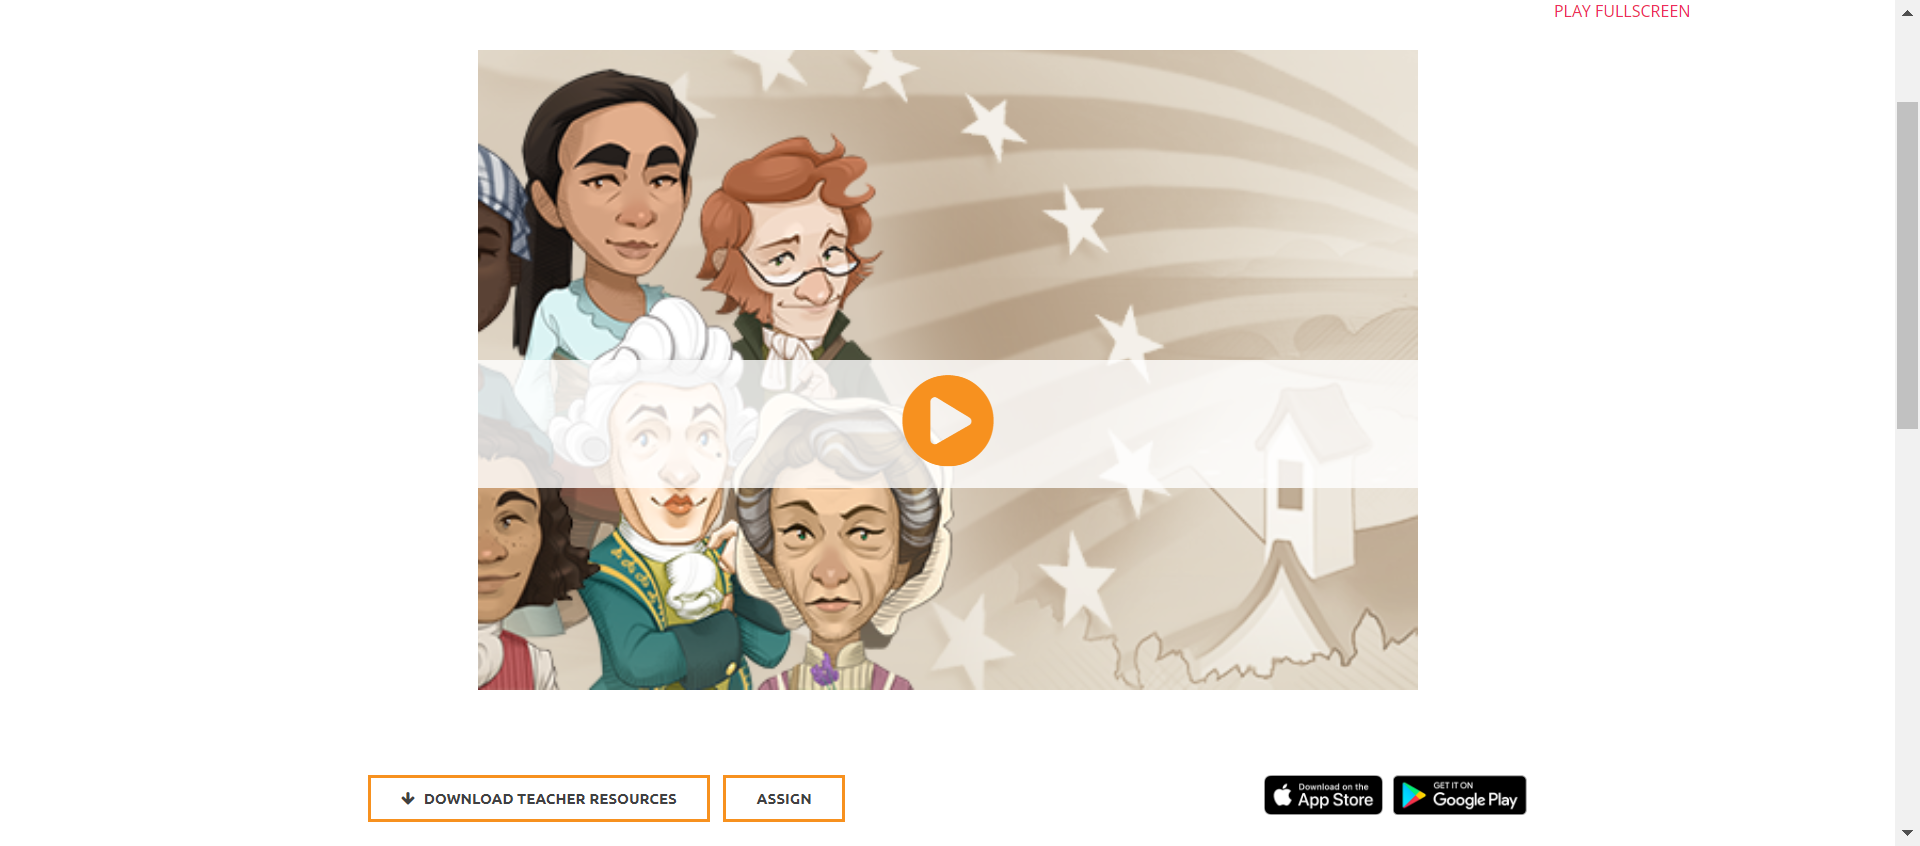 PLAY FULLSCREEN
DOWNLOAD TEACHER RESOURCES
ASSIGN
Download on the
App Store
GET IT ON
Google Play